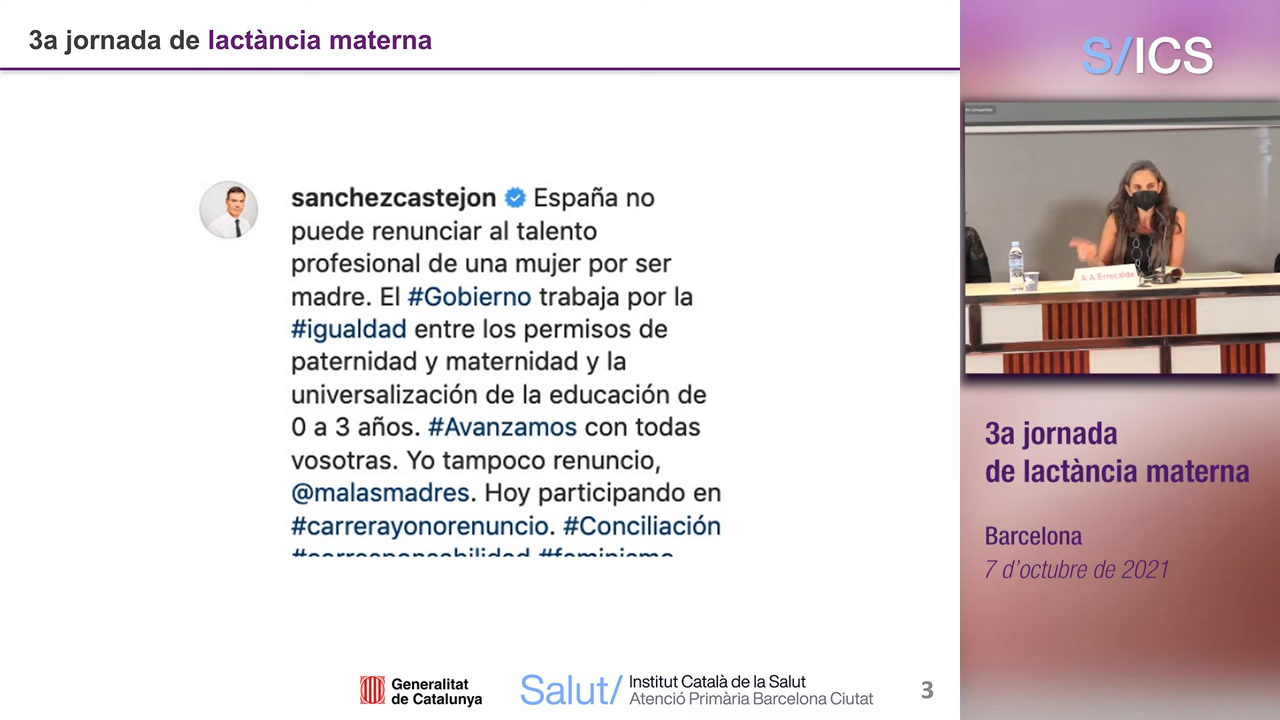 3a jornada de lactància materna
sanchezcastejon España no
puede renunciar al talento
profesional de una mujer por ser
madre. El #Gobierno trabaja por la
#igualdad entre los permisos de
paternidad y maternidad y la
universalización de la educación de
0 a 3 años. #Avanzamos con todas
vosotras. Yo tampoco renuncio,
@malasmadres. Hoy participando en
#carrerayonorenuncio. #Conciliación
#corresponsabilidad #feminismo
Generalitat
de Catalunya
Salut/
Institut Català de la Salut
Atenció Primària Barcelona Ciutat
3
S/ICS
A.A.Errecalde
3a jornada
de lactància materna
Barcelona
7 d'octubre de 2021